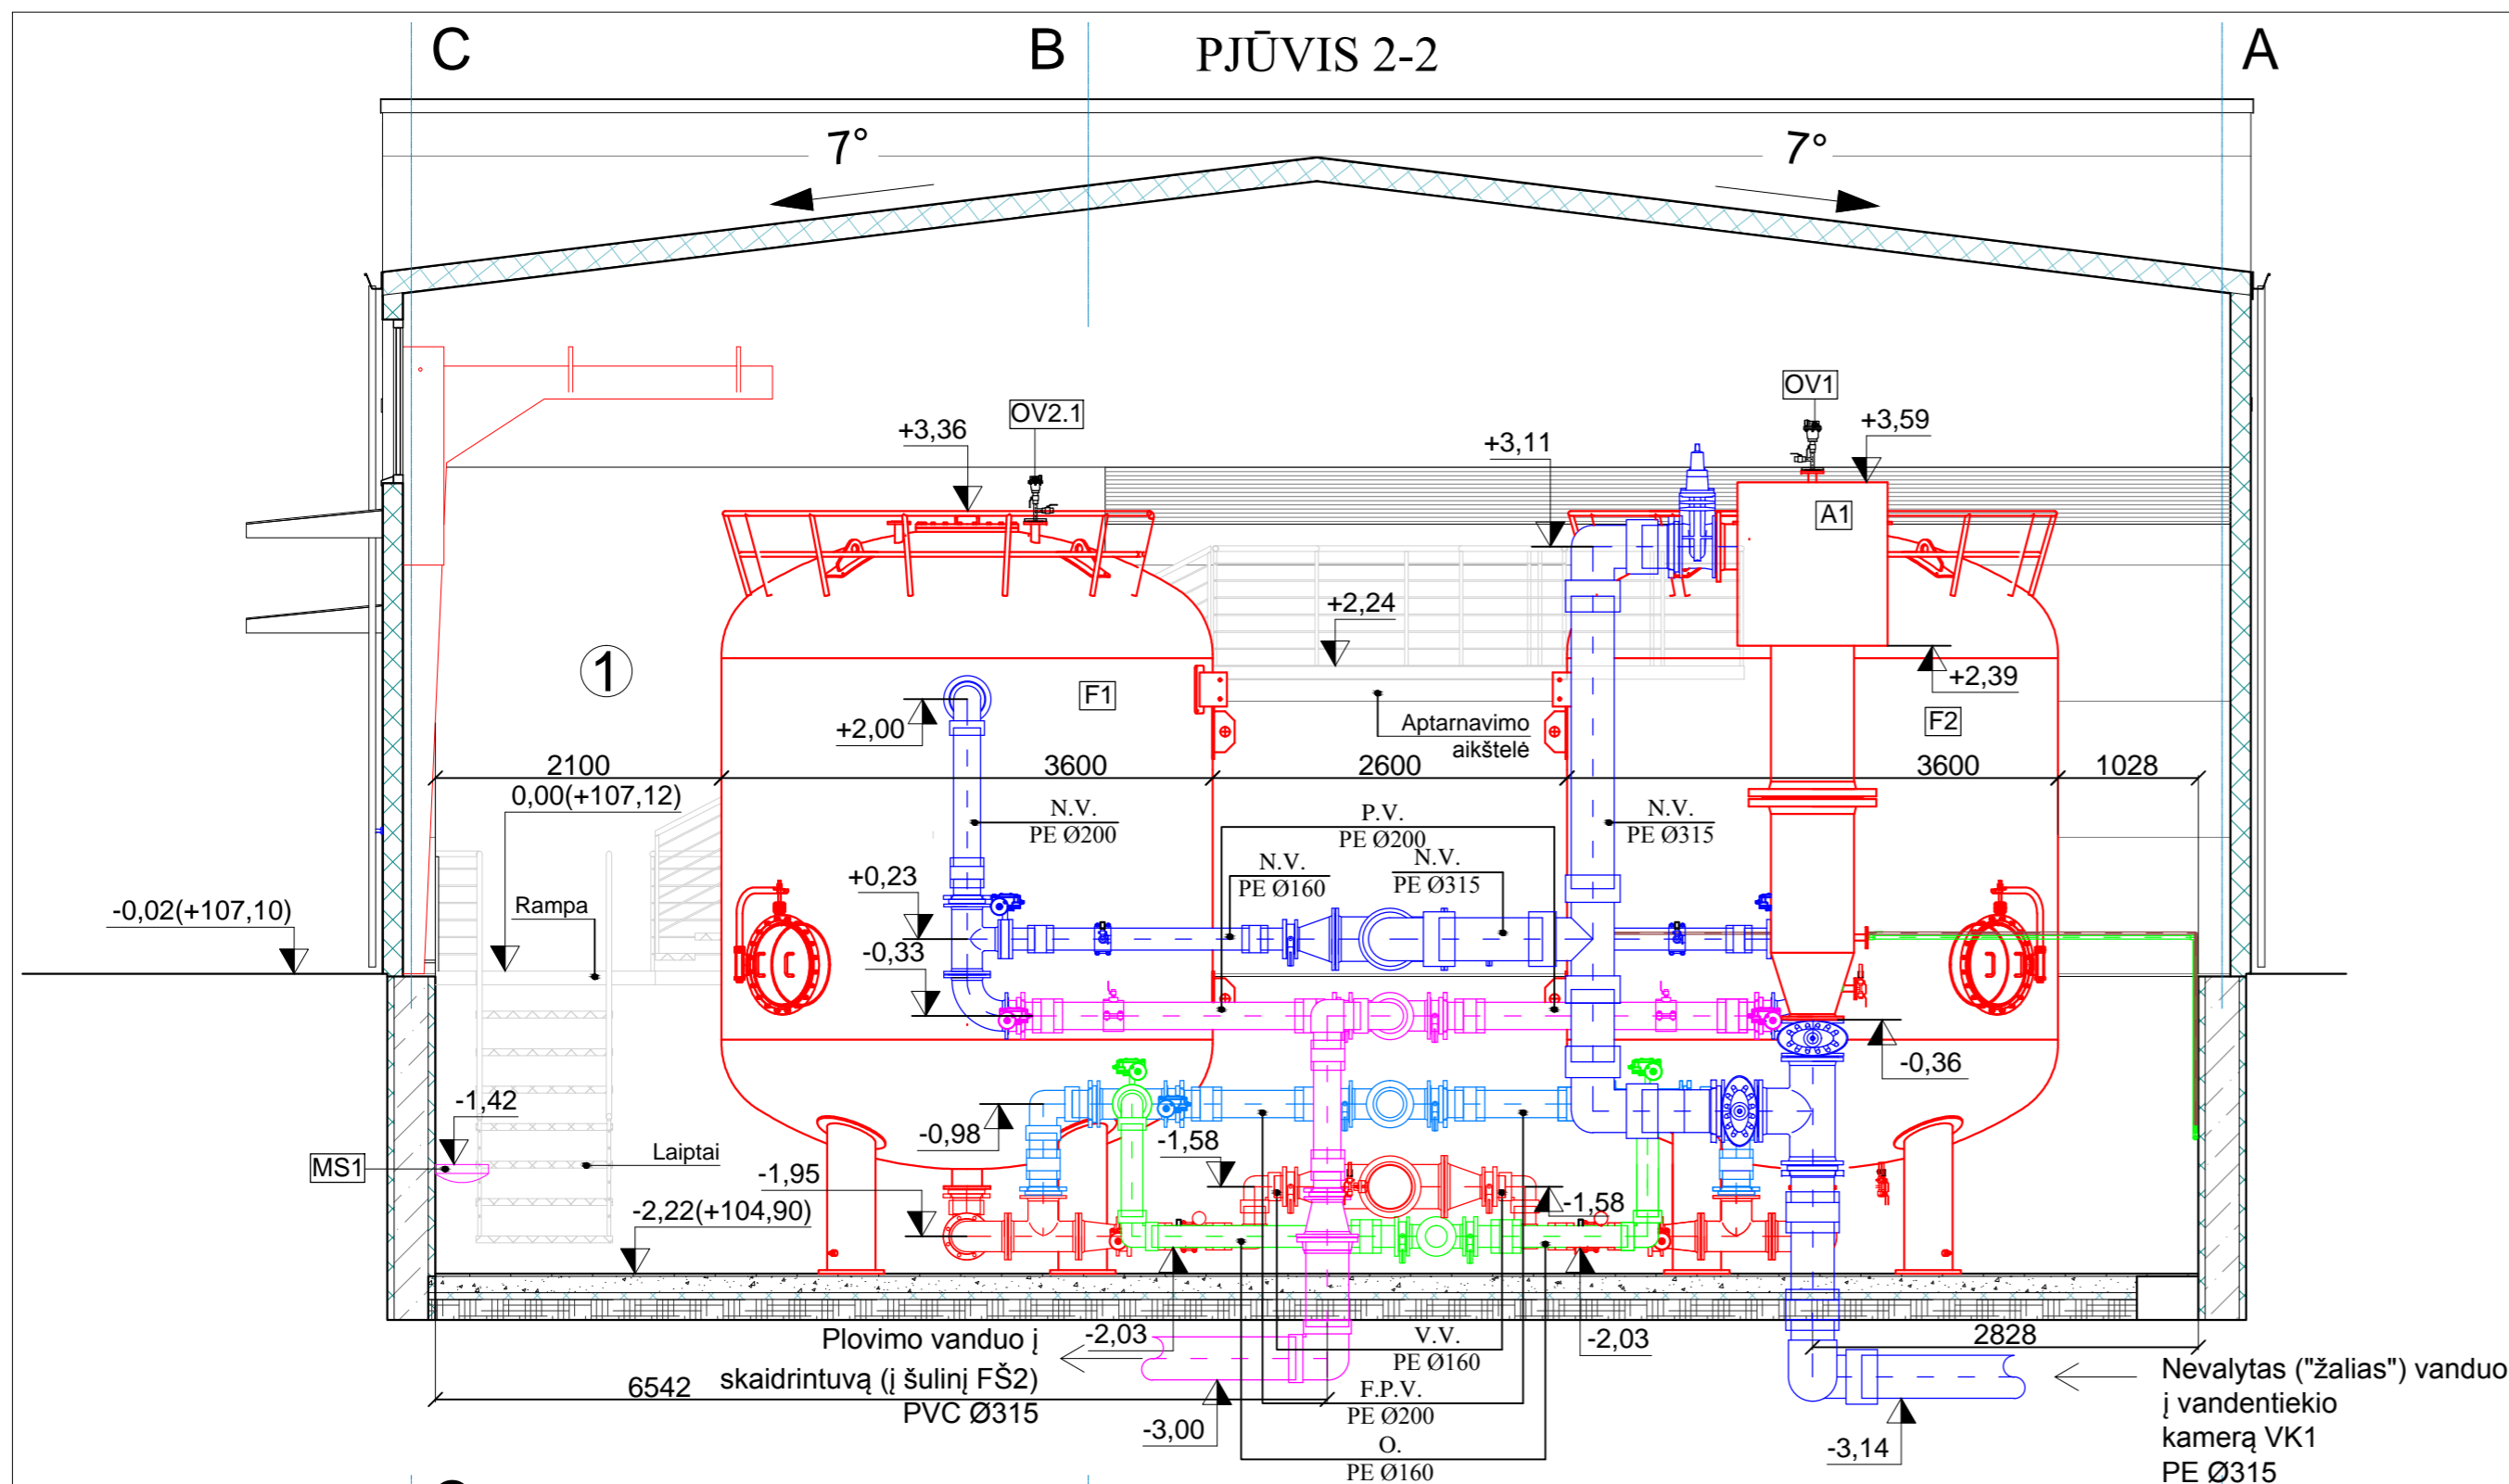 C
B
PJŪVIS 2-2
A
7°
7°
OV1
OV2.1
+3,36
+3,11
+3,59
A1
+2,24
1
F1
+2,39
+2,00
Aptarnavimo
aikštelė
F2
2100
3600
2600
3600
1028
0,00(+107,12)
N.V.
PE Ø200
P.V.
PE Ø200
N.V.
PE Ø315
N.V.
PE Ø160
N.V.
PE Ø315
+0,23
Rampa
-0,02(+107,10)
-0,33
-0,36
-1,42
-0,98
-1,58
MS1
Laiptai
-1,95
-1,58
-2,22(+104,90)
Plovimo vanduo į
skaidrintuvą (į šulinį FŠ2)
PVC Ø315
-2,03
V.V.
PE Ø160
-2,03
2828
6542
F.P.V.
PE Ø200
-3,00
O.
PE Ø160
-3,14
Nevalytas ("žalias") vanduo
į vandentiekio
kamerą VK1
PE Ø315